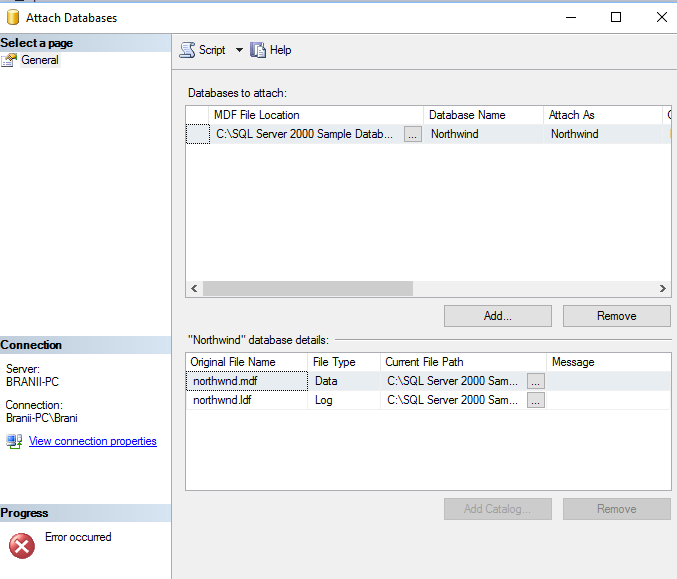 Attach Databases
Select a page
General
Script
Help
Databases to attach:
MDF File Location Database Name Attach As
C:\SQL Server 2000 Sample Datab... ... Northwind Northwind
Add... Remove
"Northwind" database details:
Original File Name File Type Current File Path Message
northwnd.mdf Data C:\SQL Server 2000 Sam... ...
northwnd.ldf Log C:\SQL Server 2000 Sam... ...
Add Catalog... Remove
Connection
Server:
BRANII-PC
Connection:
Branii-PC\Brani
View connection properties
Progress
Error occurred